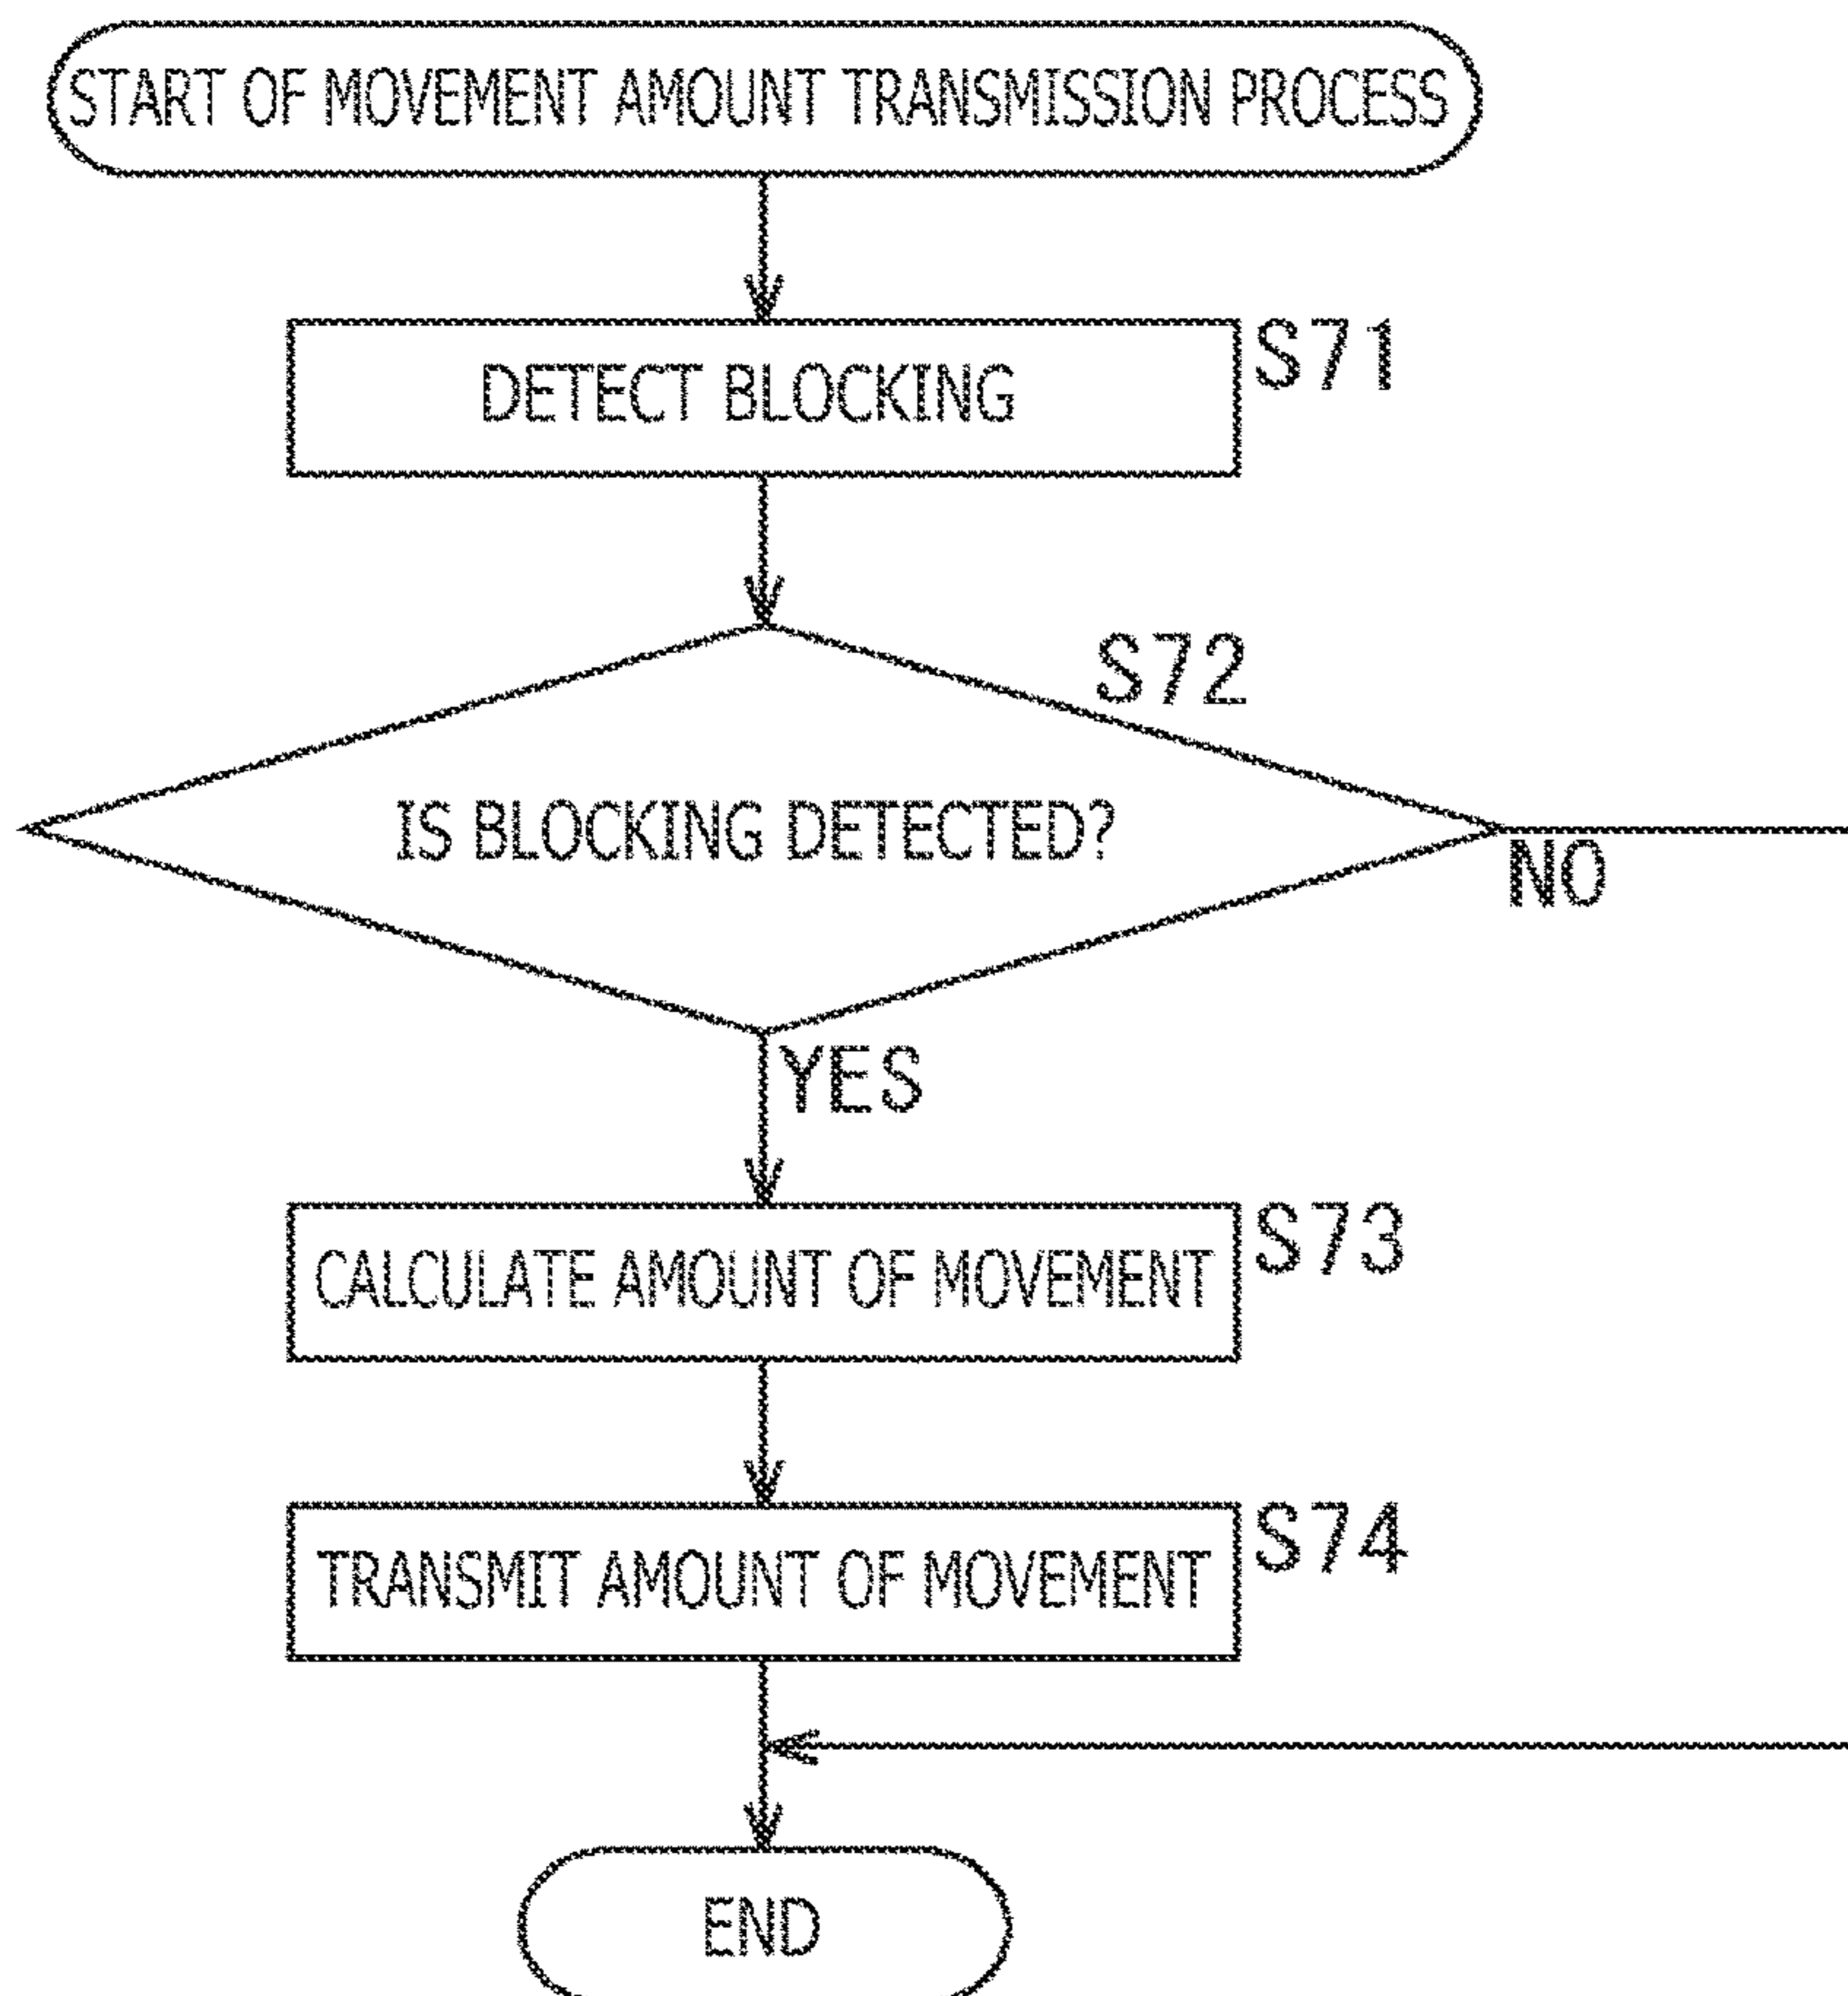 START OF MOVEMENT AMOUNT TRANSMISSION PROCESS
DETECT BLOCKING
S71
S72
IS BLOCKING DETECTED?
NO
YES
CALCULATE AMOUNT OF MOVEMENT
S73
TRANSMIT AMOUNT OF MOVEMENT
S74
END